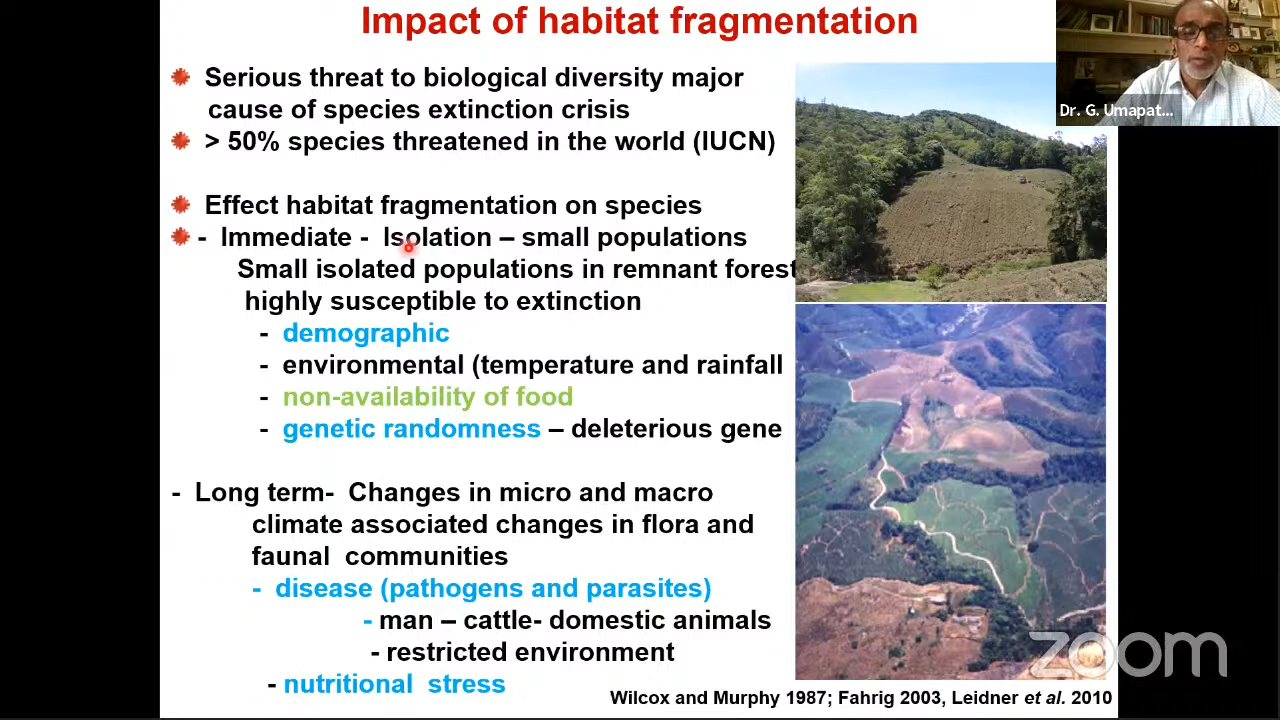 Impact of habitat fragmentation
Serious threat to biological diversity major
cause of species extinction crisis
> 50% species threatened in the world (IUCN)
Effect habitat fragmentation on species
- Immediate - Isolation – small populations
Small isolated populations in remnant forest
highly susceptible to extinction
- demographic
- environmental (temperature and rainfall
- non-availability of food
- genetic randomness – deleterious gene
- Long term- Changes in micro and macro
climate associated changes in flora and
faunal communities
- disease (pathogens and parasites)
- man – cattle- domestic animals
- restricted environment
- nutritional stress
Wilcox and Murphy 1987; Fahrig 2003, Leidner et al. 2010
Dr. G. Umapat...
zoom